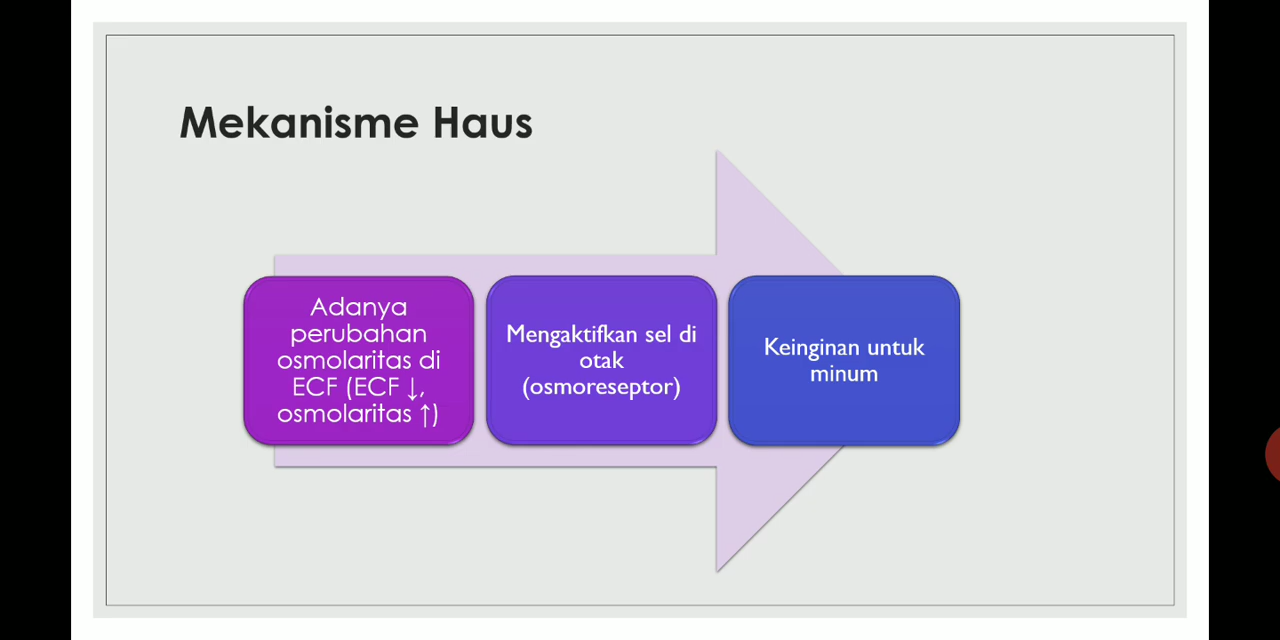 Mekanisme Haus
Adanya
perubahan
osmolaritas di
ECF (ECF ↓,
osmolaritas ↑)
Mengaktifkan sel di
otak
(osmoreseptor)
Keinginan untuk
minum